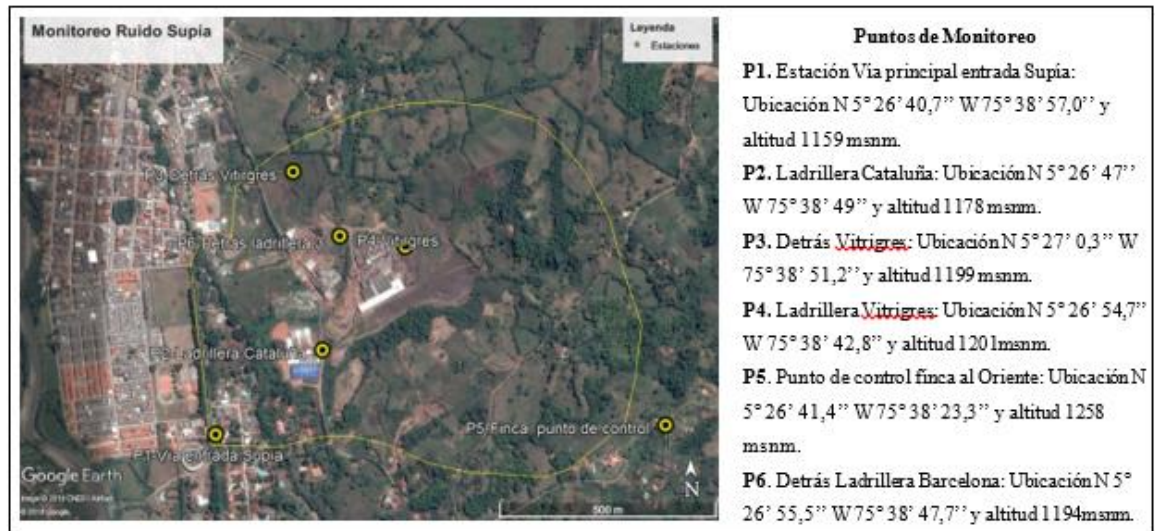 Monitoreo Ruido Supía
Leyenda
Estaciones
P3-Detrás Vitirgres
P6-Detrás ladrillera
P4-Vitrigres
P2-Ladrillera Cataluña
P5-Finca punto de control
P1-Vía entrada Supia
Google Earth
© 2018 Google
500 m
N
Puntos de Monitoreo
P1. Estación Vía principal entrada Supía:
Ubicación N 5° 26’ 40,7’’ W 75° 38’ 57,0’’ y
altitud 1159 msnm.
P2. Ladrillera Cataluña: Ubicación N 5° 26’ 47’’
W 75° 38’ 49’’ y altitud 1178 msnm.
P3. Detrás Vitrigres: Ubicación N 5° 27’ 0,3’’ W
75° 38’ 51,2’’ y altitud 1199 msnm.
P4. Ladrillera Vitrigres: Ubicación N 5° 26’ 54,7’’
W 75° 38’ 42,8’’ y altitud 1201msnm.
P5. Punto de control finca al Oriente: Ubicación N
5° 26’ 41,4’’ W 75° 38’ 23,3’’ y altitud 1258
msnm.
P6. Detrás Ladrillera Barcelona: Ubicación N 5°
26’ 55,5’’ W 75° 38’ 47,7’’ y altitud 1194msnm.